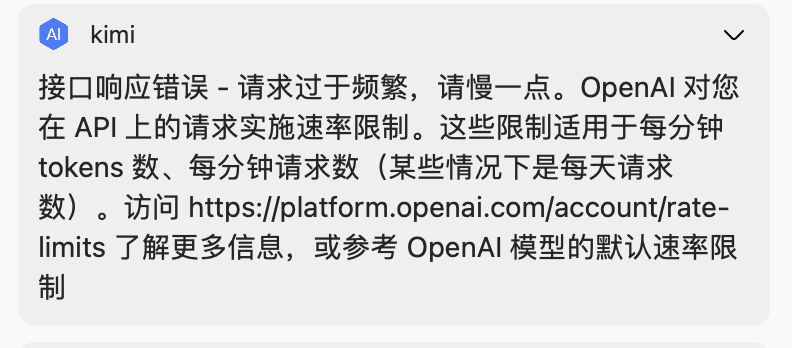 AI kimi
接口响应错误 - 请求过于频繁，请慢一点。OpenAI 对您
在 API 上的请求实施速率限制。这些限制适用于每分钟
tokens 数、每分钟请求数（某些情况下是每天请求
数）。访问 https://platform.openai.com/account/rate-
limits 了解更多信息，或参考 OpenAI 模型的默认速率限
制